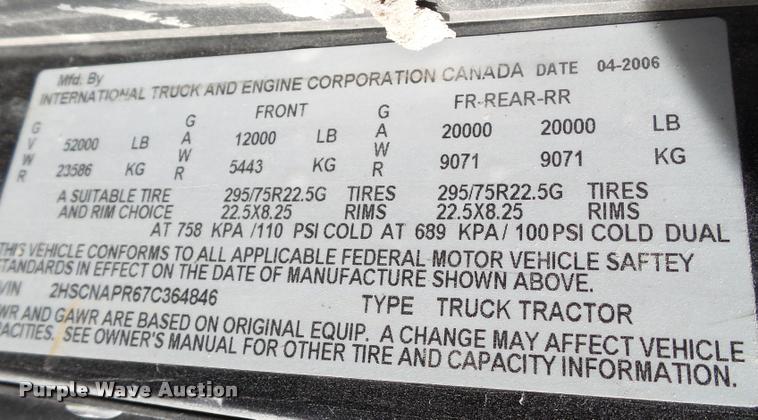 Mfd. By
INTERNATIONAL TRUCK AND ENGINE CORPORATION CANADA DATE 04-2006
GVWR 52000 LB GAWR FRONT 12000 LB GAWR FR-REAR-RR 20000 20000 LB
23586 KG 5443 KG 9071 9071 KG
A SUITABLE TIRE 295/75R22.5G TIRES 295/75R22.5G TIRES
AND RIM CHOICE 22.5X8.25 RIMS 22.5X8.25 RIMS
AT 758 KPA /110 PSI COLD AT 689 KPA/ 100 PSI COLD DUAL
THIS VEHICLE CONFORMS TO ALL APPLICABLE FEDERAL MOTOR VEHICLE SAFTEY
STANDARDS IN EFFECT ON THE DATE OF MANUFACTURE SHOWN ABOVE.
VIN 2HSCNAPR67C364846 TYPE TRUCK TRACTOR
WR AND GAWR ARE BASED ON ORIGINAL EQUIP. A CHANGE MAY AFFECT VEHICLE
ACITIES. SEE OWNER'S MANUAL FOR OTHER TIRE AND CAPACITY INFORMATION.
Purple Wave Auction